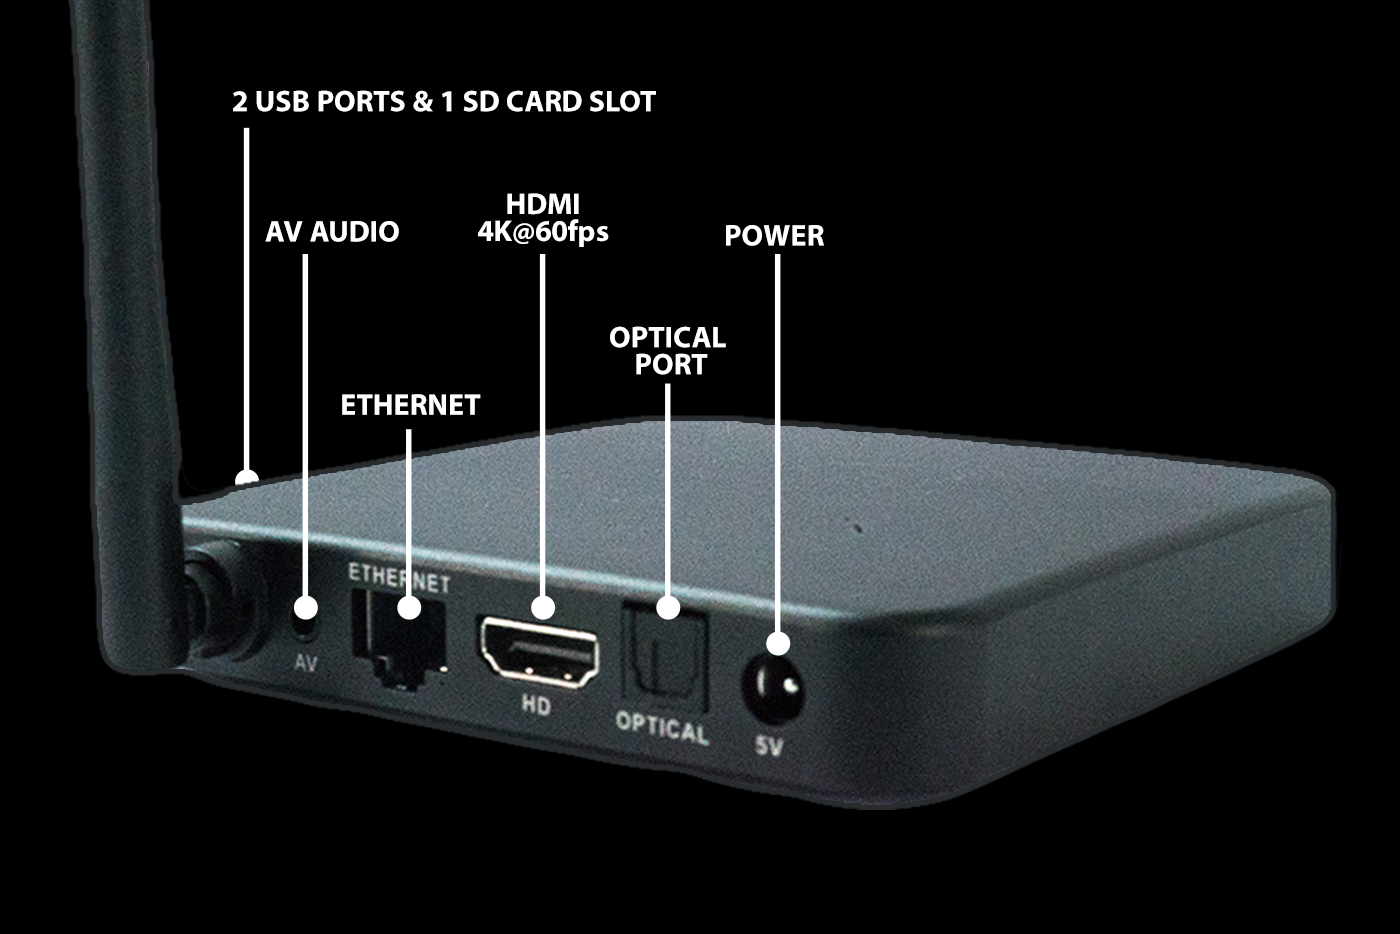 2 USB PORTS & 1 SD CARD SLOT
AV AUDIO
HDMI
4K@60fps
POWER
OPTICAL
PORT
ETHERNET
ETHERNET
AV
HD
OPTICAL
5V